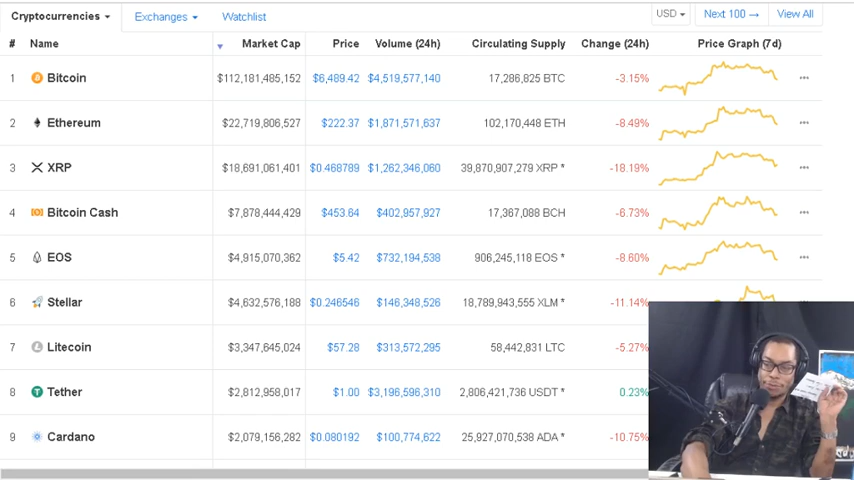 Cryptocurrencies Exchanges Watchlist USD Next 100 → View All
# Name Market Cap Price Volume (24h) Circulating Supply Change (24h) Price Graph (7d)
1 Bitcoin $112,181,485,152 $6,489.42 $4,519,577,140 17,286,825 BTC -3.15%
2 Ethereum $22,719,806,527 $222.37 $1,871,571,637 102,170,448 ETH -8.49%
3 XRP $18,691,061,401 $0.468789 $1,262,346,060 39,870,907,279 XRP * -18.19%
4 Bitcoin Cash $7,878,444,429 $453.64 $402,957,927 17,367,088 BCH -6.73%
5 EOS $4,915,070,362 $5.42 $732,194,538 906,245,118 EOS * -8.60%
6 Stellar $4,632,576,188 $0.246546 $146,348,526 18,789,943,555 XLM * -11.14%
7 Litecoin $3,347,645,024 $57.28 $313,572,295 58,442,831 LTC -5.27%
8 Tether $2,812,958,017 $1.00 $3,196,596,310 2,806,421,736 USDT * 0.23%
9 Cardano $2,079,156,282 $0.080192 $100,774,622 25,927,070,538 ADA * -10.75%